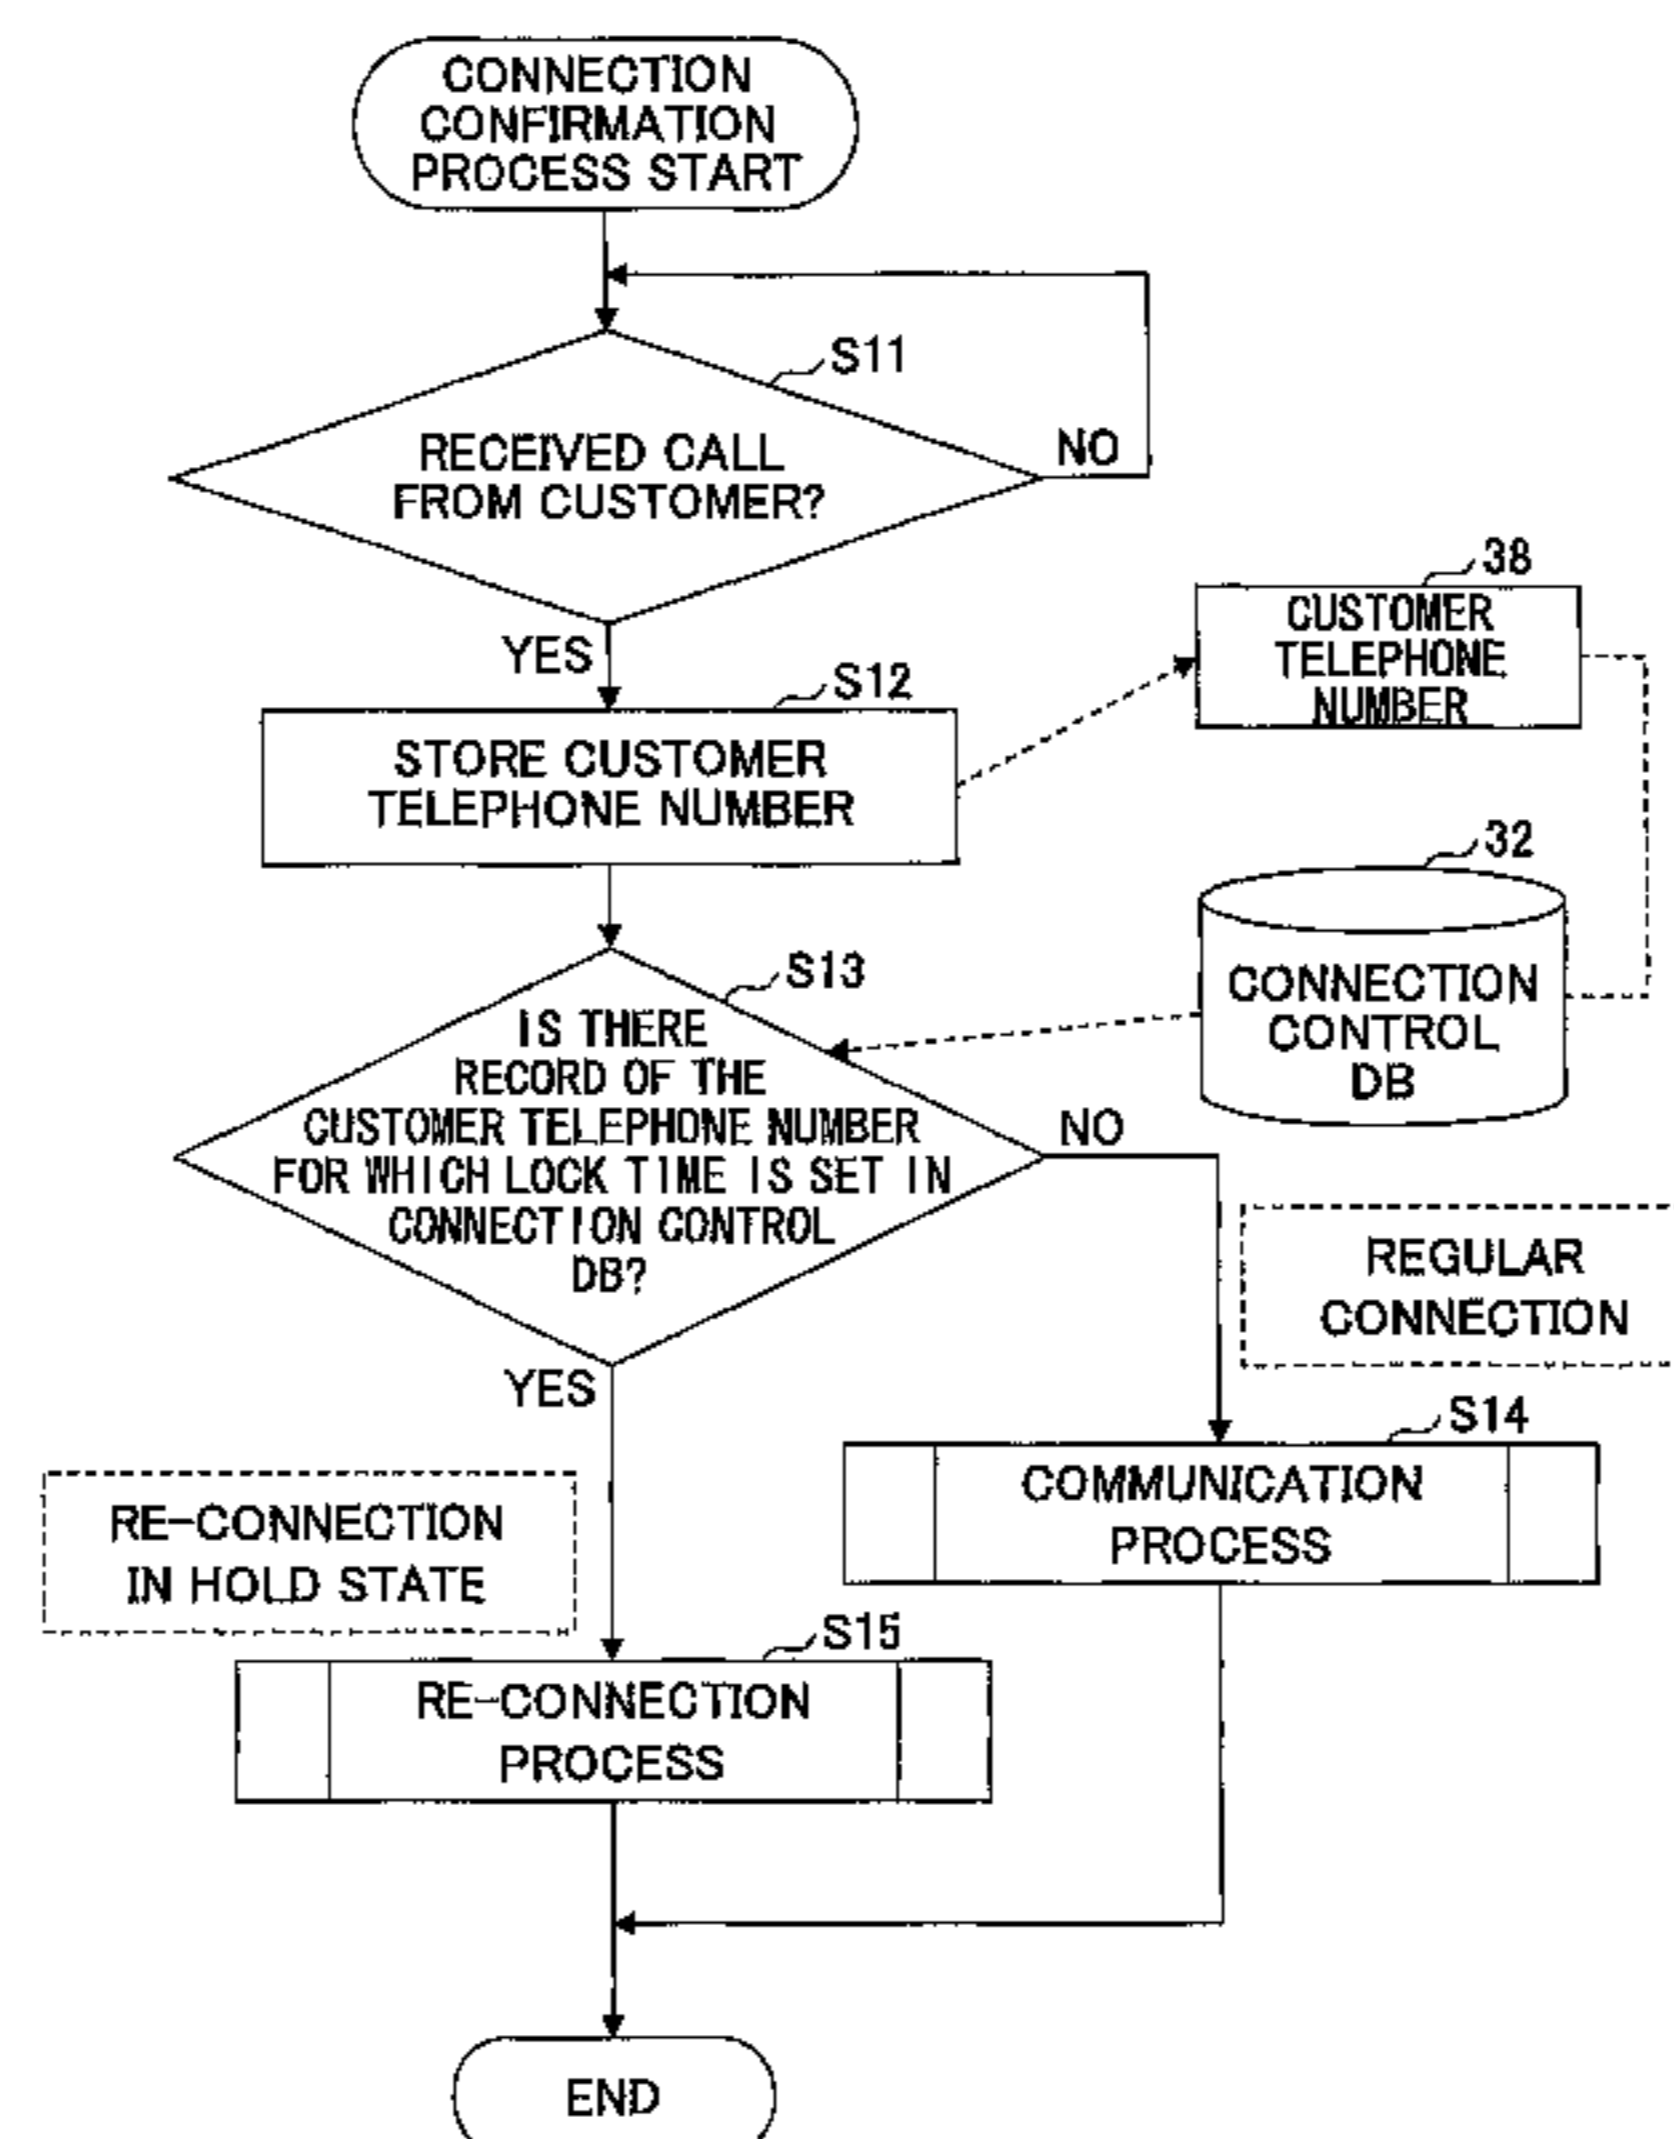 CONNECTION
CONFIRMATION
PROCESS START
S11
RECEIVED CALL
FROM CUSTOMER?
NO
YES
38
CUSTOMER
TELEPHONE
NUMBER
S12
STORE CUSTOMER
TELEPHONE NUMBER
32
CONNECTION
CONTROL
DB
S13
IS THERE
RECORD OF THE
CUSTOMER TELEPHONE NUMBER
FOR WHICH LOCK TIME IS SET IN
CONNECTION CONTROL
DB?
NO
YES
REGULAR
CONNECTION
S14
COMMUNICATION
PROCESS
RE-CONNECTION
IN HOLD STATE
S15
RE-CONNECTION
PROCESS
END